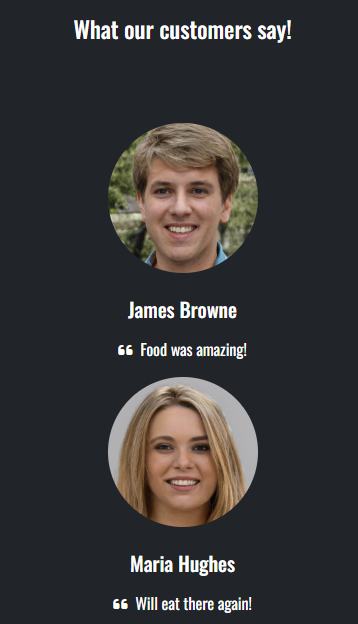 What our customers say!
James Browne
❝ Food was amazing!
Maria Hughes
❝ Will eat there again!